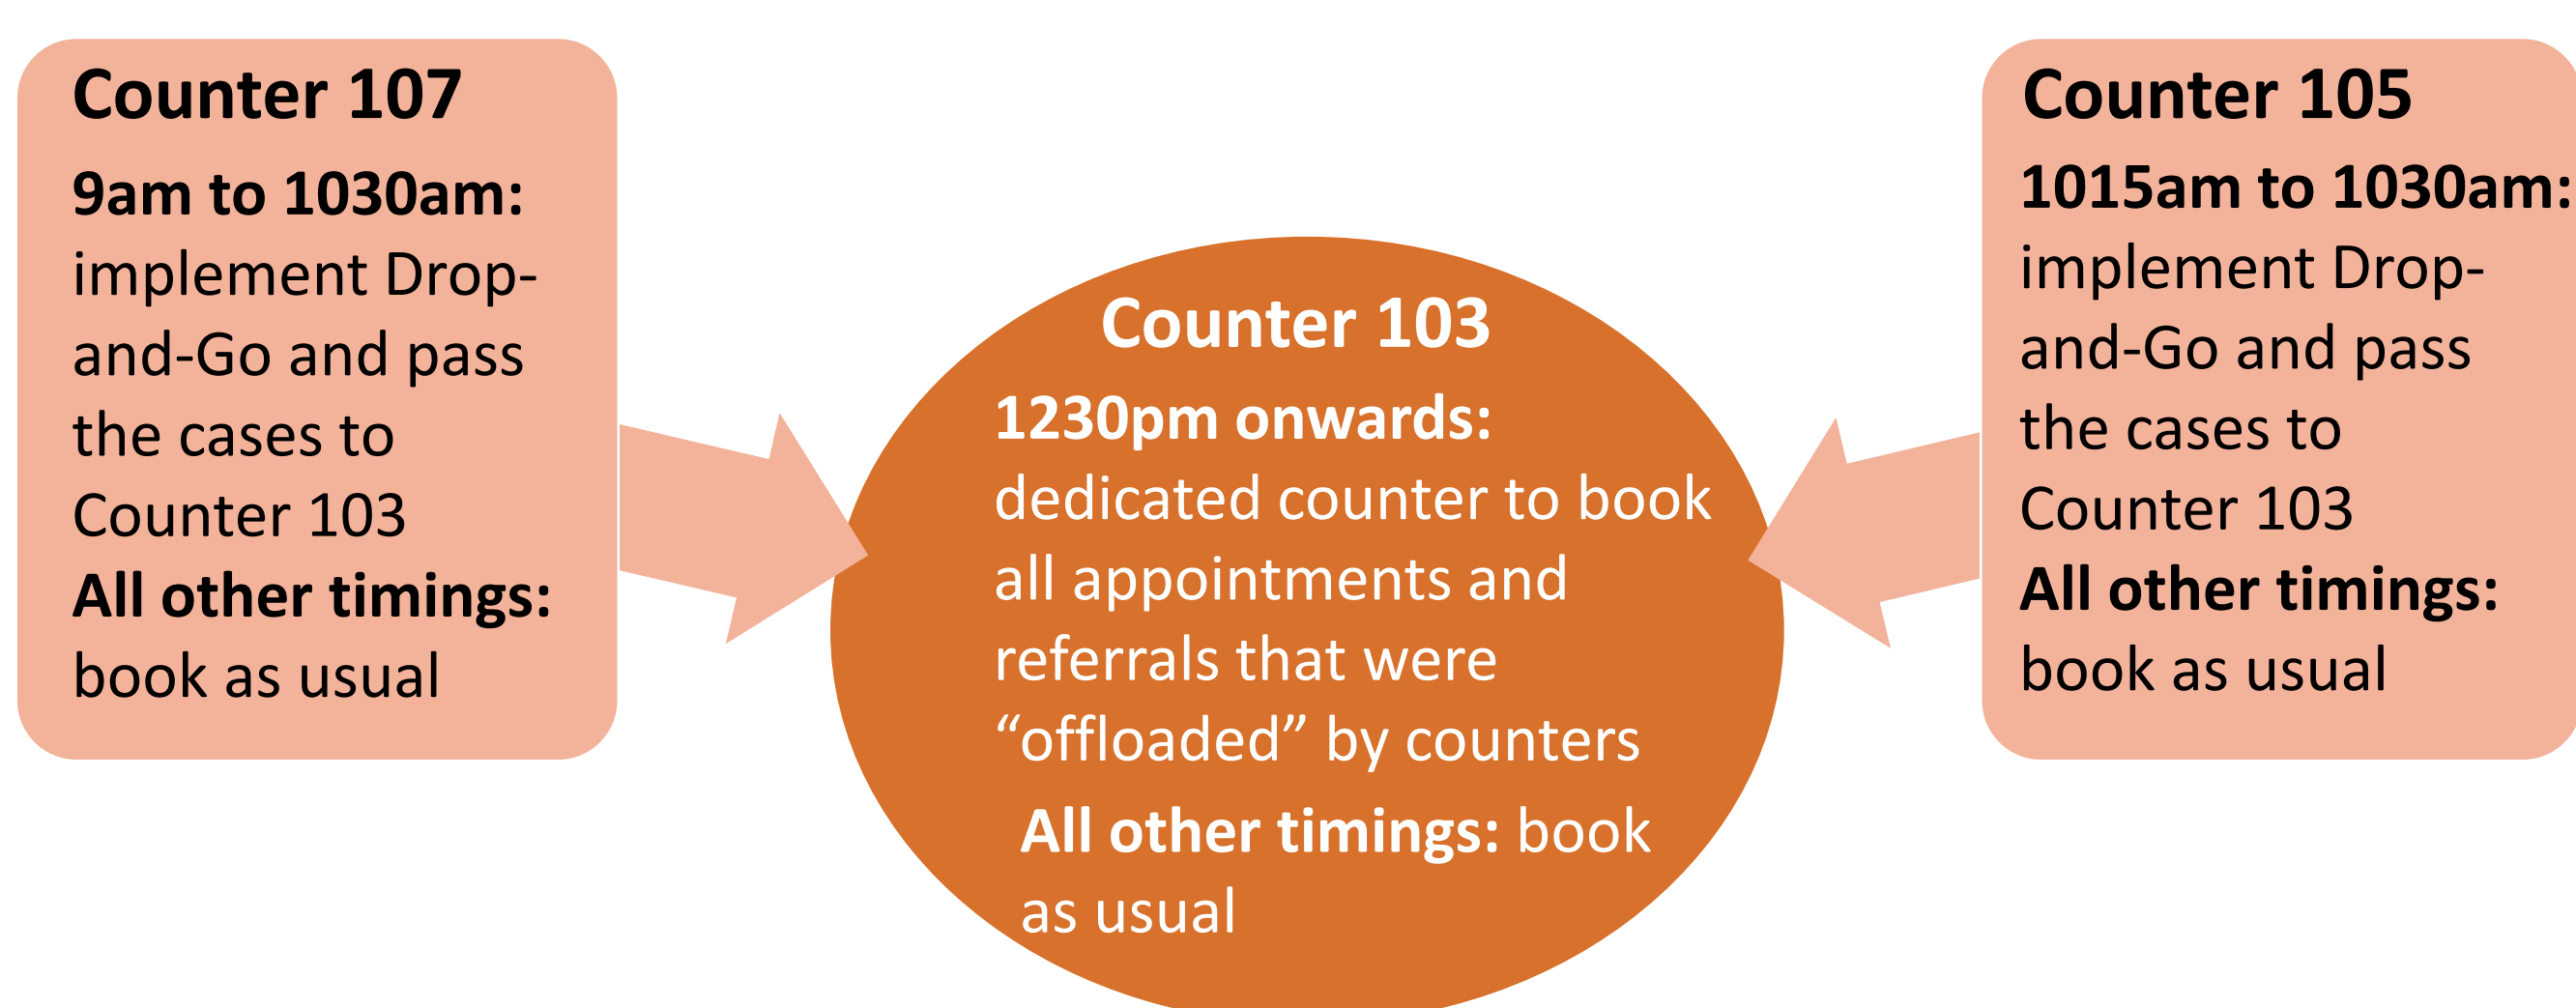 Counter 107
9am to 1030am:
implement Drop-
and-Go and pass
the cases to
Counter 103
All other timings:
book as usual
Counter 103
1230pm onwards:
dedicated counter to book
all appointments and
referrals that were
“offloaded” by counters
All other timings: book
as usual
Counter 105
1015am to 1030am:
implement Drop-
and-Go and pass
the cases to
Counter 103
All other timings:
book as usual